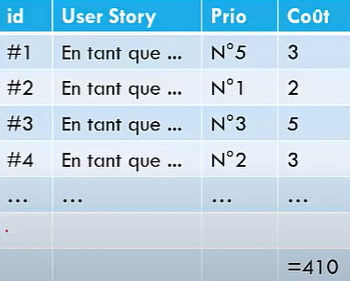 id User Story Prio Coût
#1 En tant que ... N°5 3
#2 En tant que ... N°1 2
#3 En tant que ... N°3 5
#4 En tant que ... N°2 3
... ... ... ...
=410